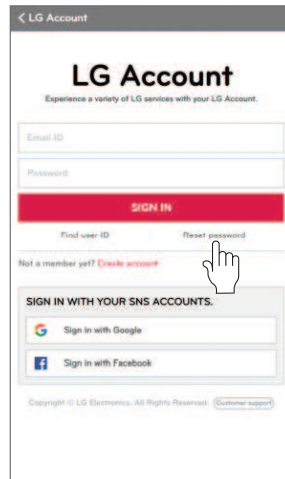 < LG Account
LG Account
Experience a variety of LG services with your LG Account.
Email ID
Password
SIGN IN
Find user ID
Reset password
Not a member yet? Create account
SIGN IN WITH YOUR SNS ACCOUNTS.
Sign in with Google
Sign in with Facebook
Copyright © LG Electronics. All Rights Reserved. Customer support